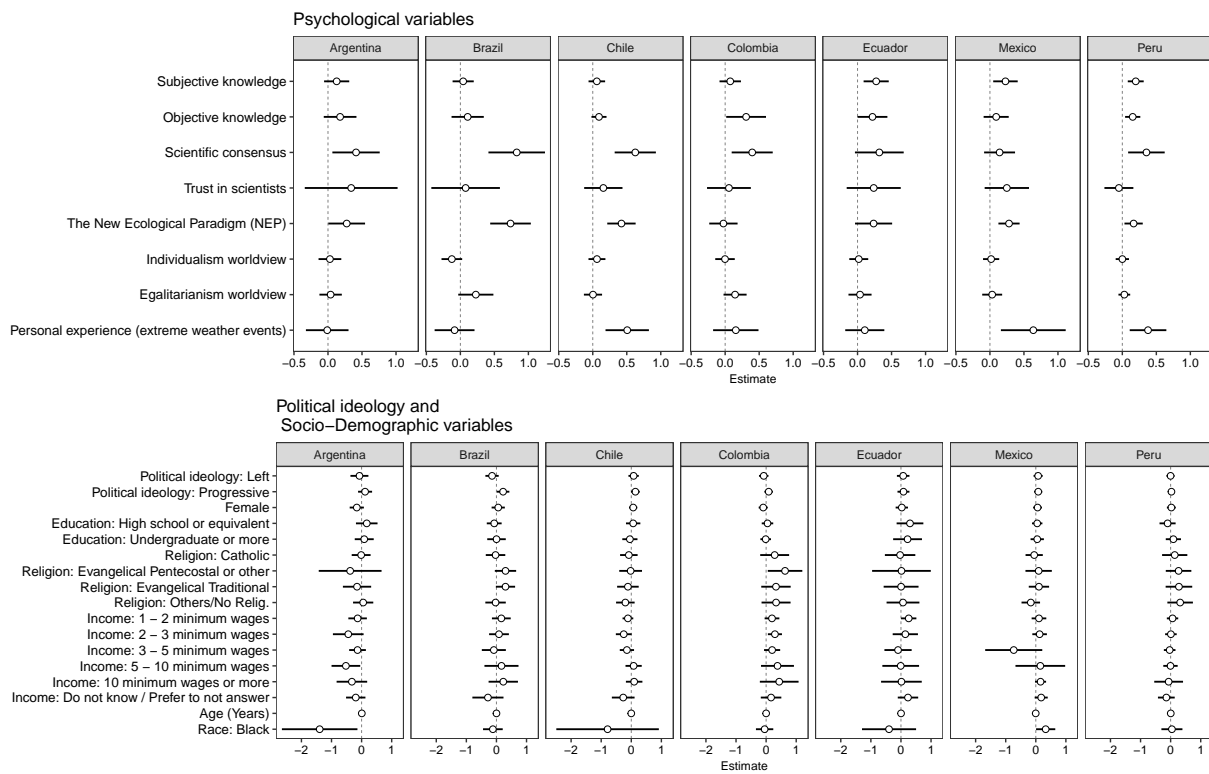 Psychological variables
Argentina Brazil Chile Colombia Ecuador Mexico Peru
Subjective knowledge
Objective knowledge
Scientific consensus
Trust in scientists
The New Ecological Paradigm (NEP)
Individualism worldview
Egalitarianism worldview
Personal experience (extreme weather events)
−0.5 0.0 0.5 1.0 −0.5 0.0 0.5 1.0 −0.5 0.0 0.5 1.0 −0.5 0.0 0.5 1.0 −0.5 0.0 0.5 1.0 −0.5 0.0 0.5 1.0 −0.5 0.0 0.5 1.0
Estimate
Political ideology and
Socio−Demographic variables
Argentina Brazil Chile Colombia Ecuador Mexico Peru
Political ideology: Left
Political ideology: Progressive
Female
Education: High school or equivalent
Education: Undergraduate or more
Religion: Catholic
Religion: Evangelical Pentecostal or other
Religion: Evangelical Traditional
Religion: Others/No Relig.
Income: 1 − 2 minimum wages
Income: 2 − 3 minimum wages
Income: 3 − 5 minimum wages
Income: 5 − 10 minimum wages
Income: 10 minimum wages or more
Income: Do not know / Prefer to not answer
Age (Years)
Race: Black
−2 −1 0 1 −2 −1 0 1 −2 −1 0 1 −2 −1 0 1 −2 −1 0 1 −2 −1 0 1 −2 −1 0 1
Estimate